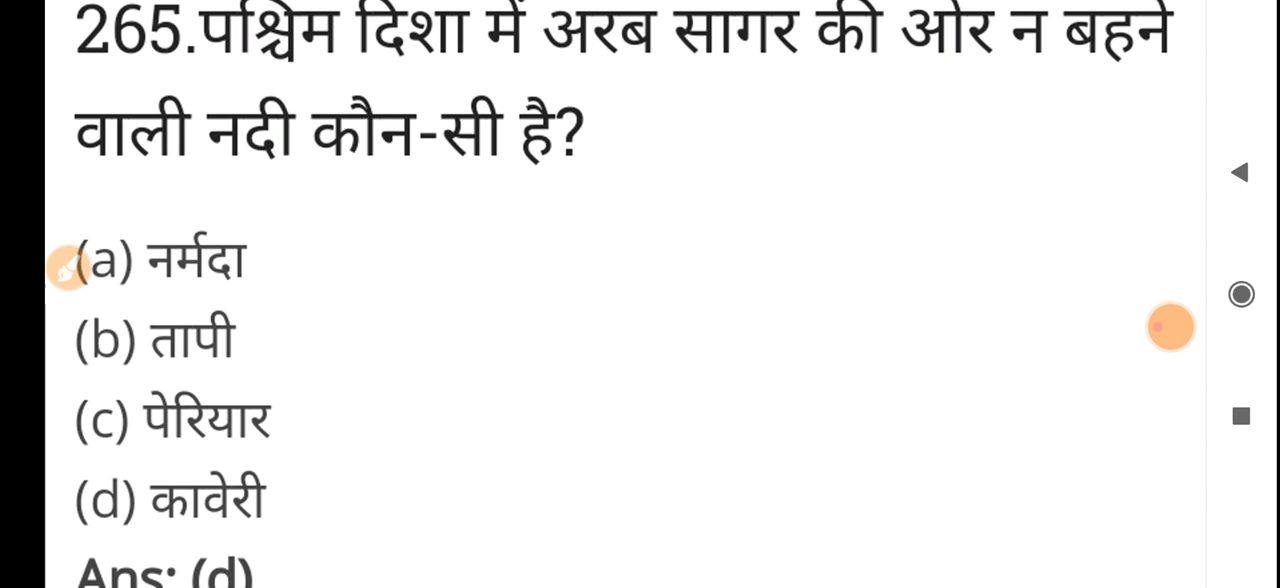 265.पश्चिम दिशा में अरब सागर की ओर न बहने
वाली नदी कौन-सी है?
(a) नर्मदा
(b) तापी
(c) पेरियार
(d) कावेरी
Ans: (d)